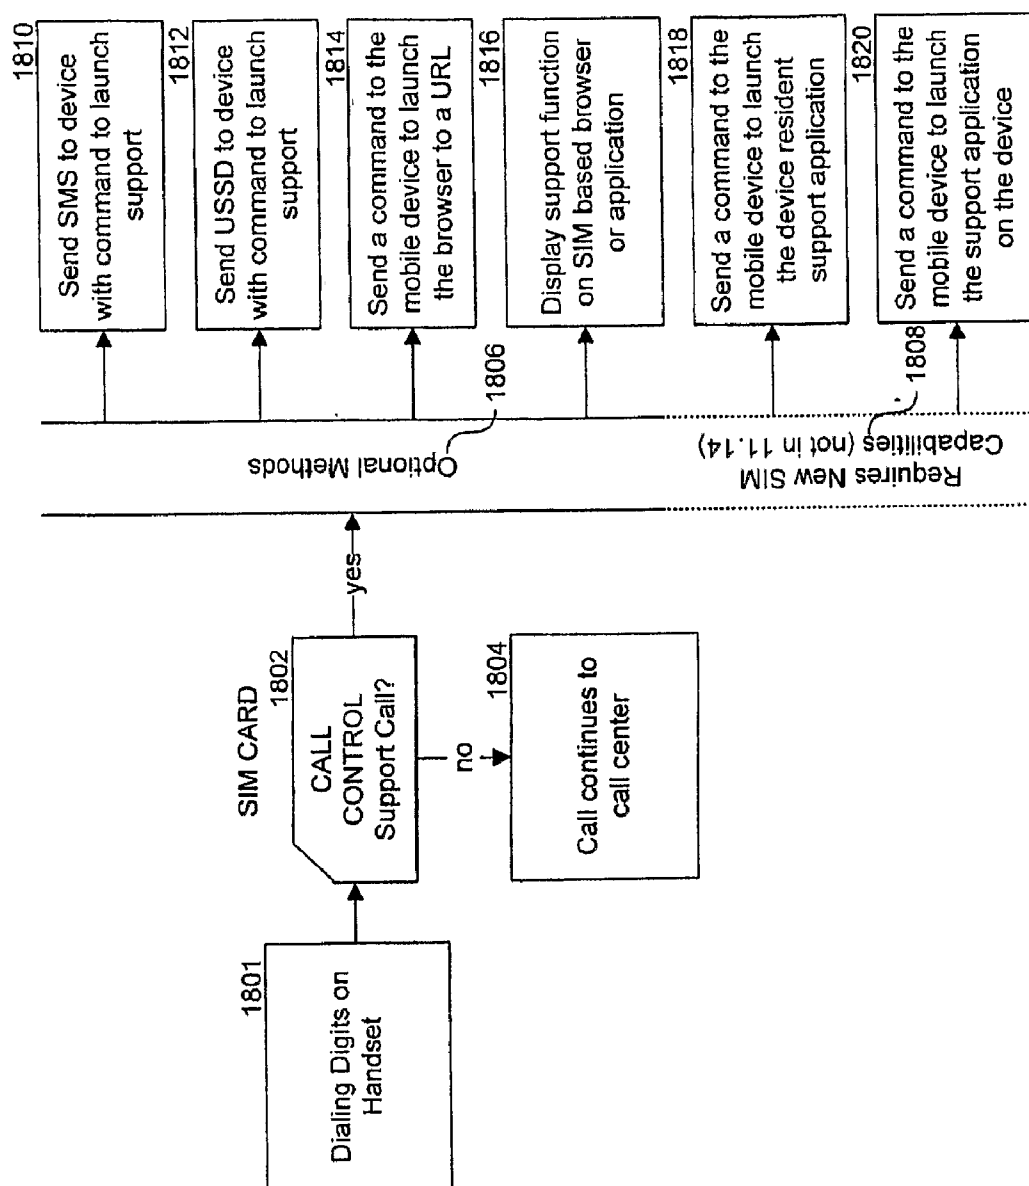 1801
Dialing Digits on
Handset
SIM CARD
1802
CALL
CONTROL
Support Call?
yes
no
1804
Call continues to
call center
Optional Methods
1806
Requires New SIM
Capabilities (not in 11.14)
1808
1810
Send SMS to device
with command to launch
support
1812
Send USSD to device
with command to launch
support
1814
Send a command to the
mobile device to launch
the browser to a URL
1816
Display support function
on SIM based browser
or application
1818
Send a command to the
mobile device to launch
the device resident
support application
1820
Send a command to the
mobile device to launch
the support application
on the device